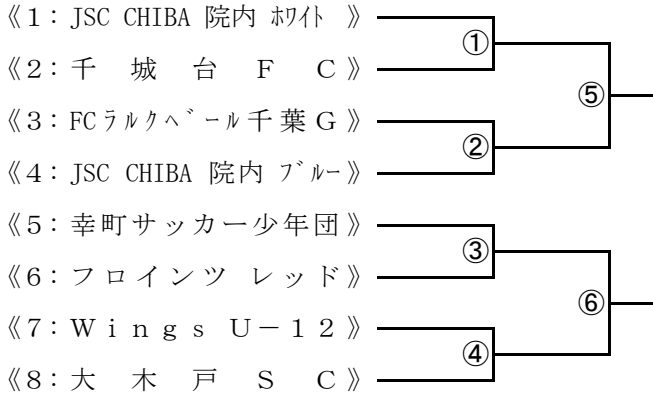 《1：JSC CHIBA 院内 ﾎﾜｲﾄ 》
①
《2：千 城 台 F C》
⑤
《3：FCラルクヘ゛ール千葉G》
②
《4：JSC CHIBA 院内 ブルー》
《5：幸町サッカー少年団》
③
《6：フロインツ レッド》
⑥
《7：Wings U－12》
④
《8：大 木 戸 S C》